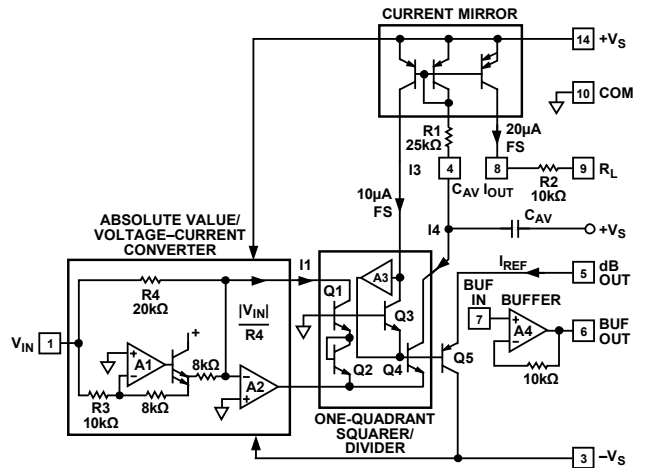 CURRENT MIRROR
14 +VS
10 COM
R1
25kΩ
20µA
FS
I3
4
8
9 RL
R2
10kΩ
CAV
IOUT
10µA
FS
I4
CAV
+VS
ABSOLUTE VALUE/
VOLTAGE–CURRENT
CONVERTER
I1
A3
IREF
5 dB
OUT
R4
20kΩ
|VIN|
R4
Q1
Q3
BUF
IN
7
BUFFER
A4
6 BUF
OUT
10kΩ
VIN 1
+
+
–
A1
8kΩ
–
+
A2
Q2
Q4
Q5
+
–
R3
10kΩ
8kΩ
ONE-QUADRANT
SQUARER/
DIVIDER
3 –VS